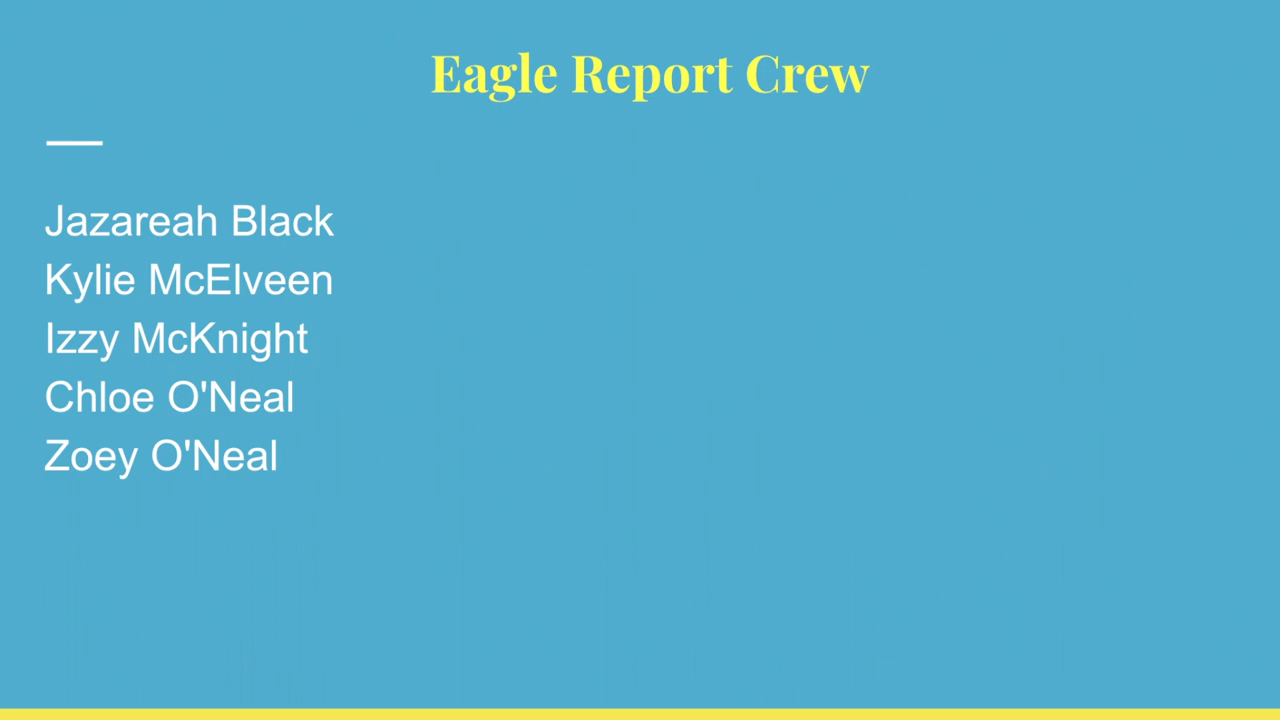 Eagle Report Crew
Jazareah Black
Kylie McElveen
Izzy McKnight
Chloe O'Neal
Zoey O'Neal